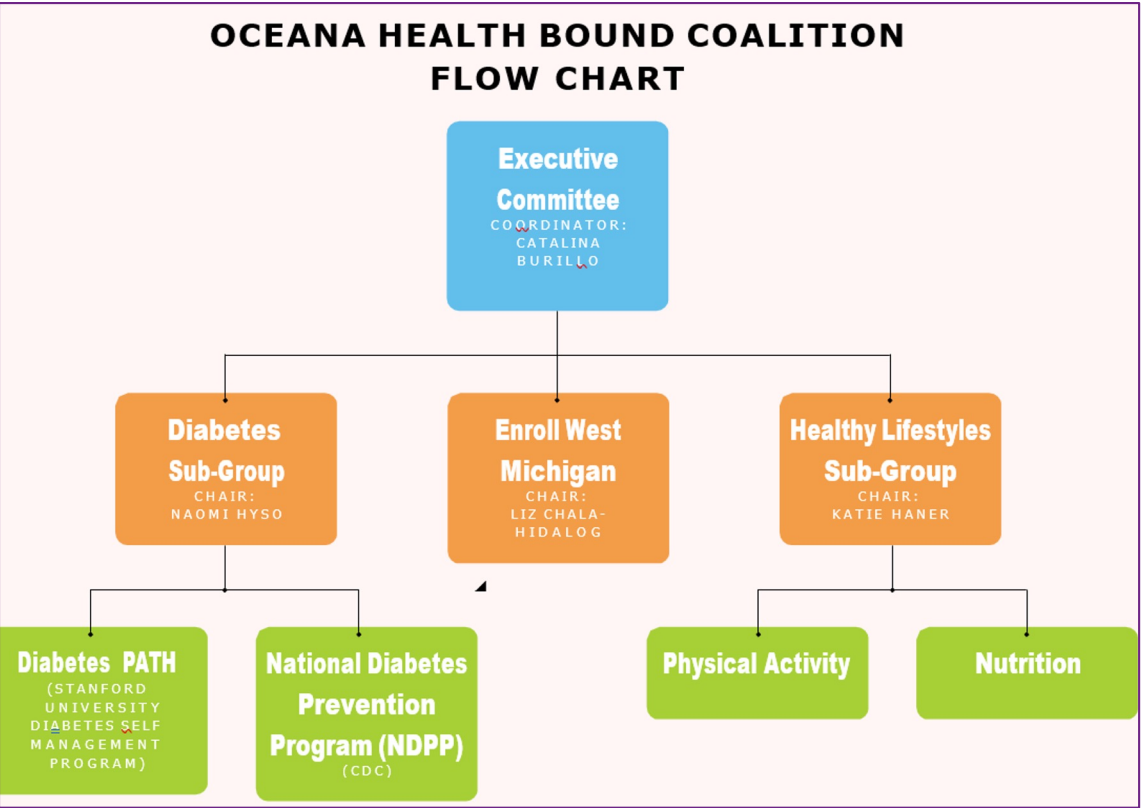 OCEANA HEALTH BOUND COALITION
FLOW CHART
Executive
Committee
COORDINATOR:
CATALINA
BURILLO
Diabetes
Sub-Group
CHAIR:
NAOMI HYSO
Enroll West
Michigan
CHAIR:
LIZ CHALA-
HIDALOG
Healthy Lifestyles
Sub-Group
CHAIR:
KATIE HANER
Diabetes PATH
(STANFORD
UNIVERSITY
DIABETES SELF
MANAGEMENT
PROGRAM)
National Diabetes
Prevention
Program (NDPP)
(CDC)
Physical Activity
Nutrition